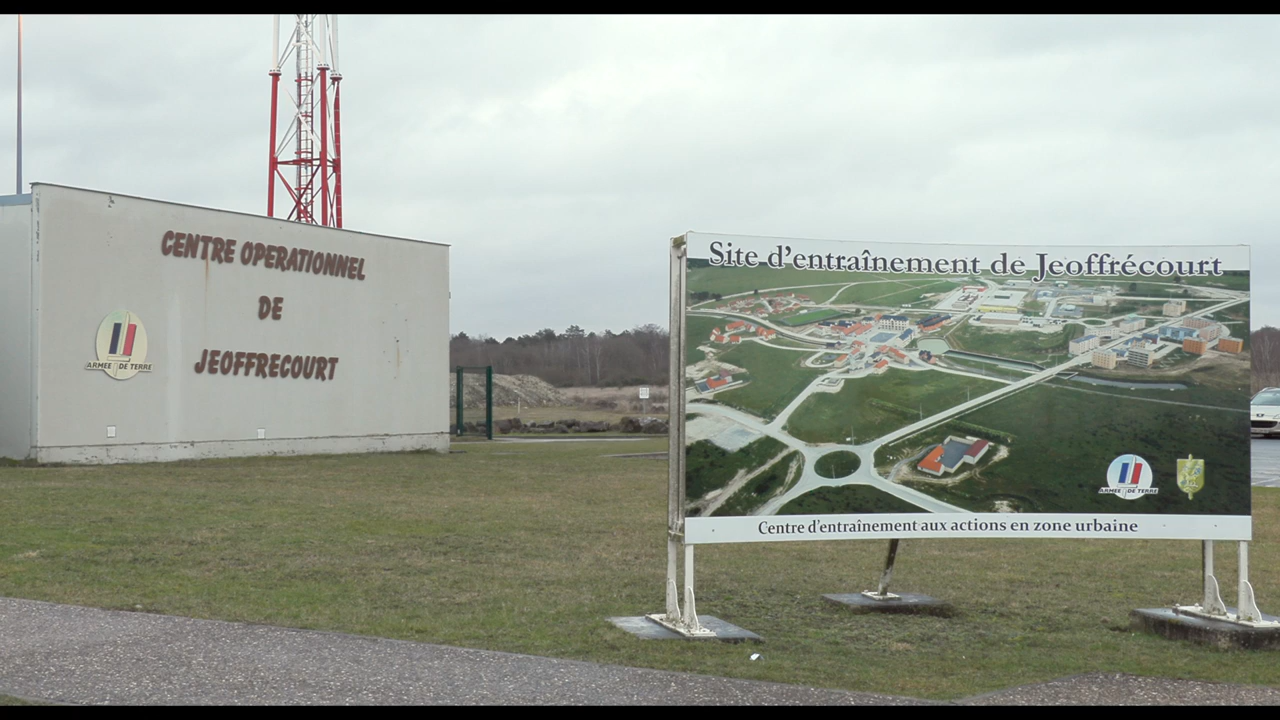 CENTRE OPERATIONNEL
DE
JEOFFRECOURT
ARMEE DE TERRE
Site d'entraînement de Jeoffrécourt
ARMEE DE TERRE
Centre d'entraînement aux actions en zone urbaine